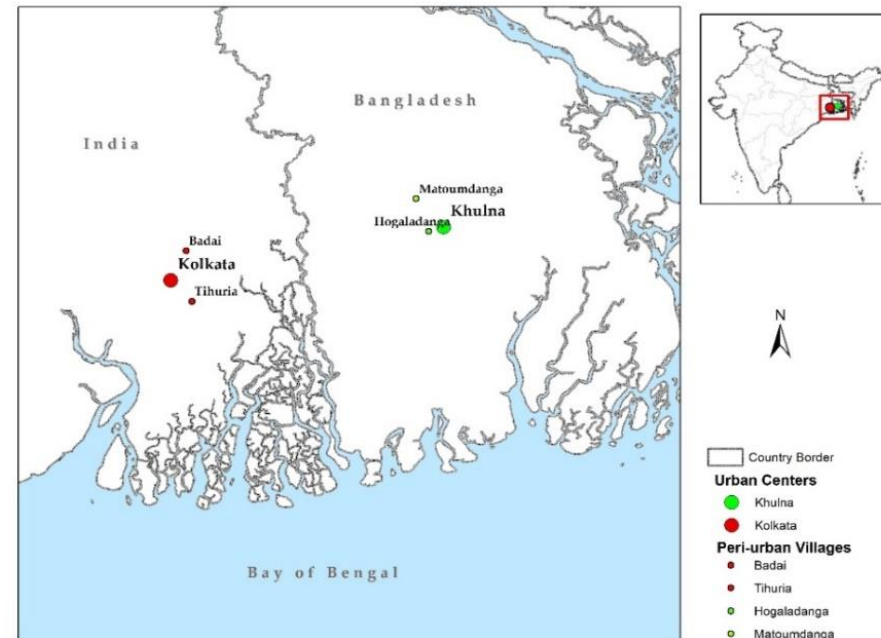 Bangladesh
India
Matoumdanga
Khulna
Hogaladanga
Badai
Kolkata
Tihuria
Bay of Bengal
N
Country Border
Urban Centers
Khulna
Kolkata
Peri-urban Villages
Badai
Tihuria
Hogaladanga
Matoumdanga